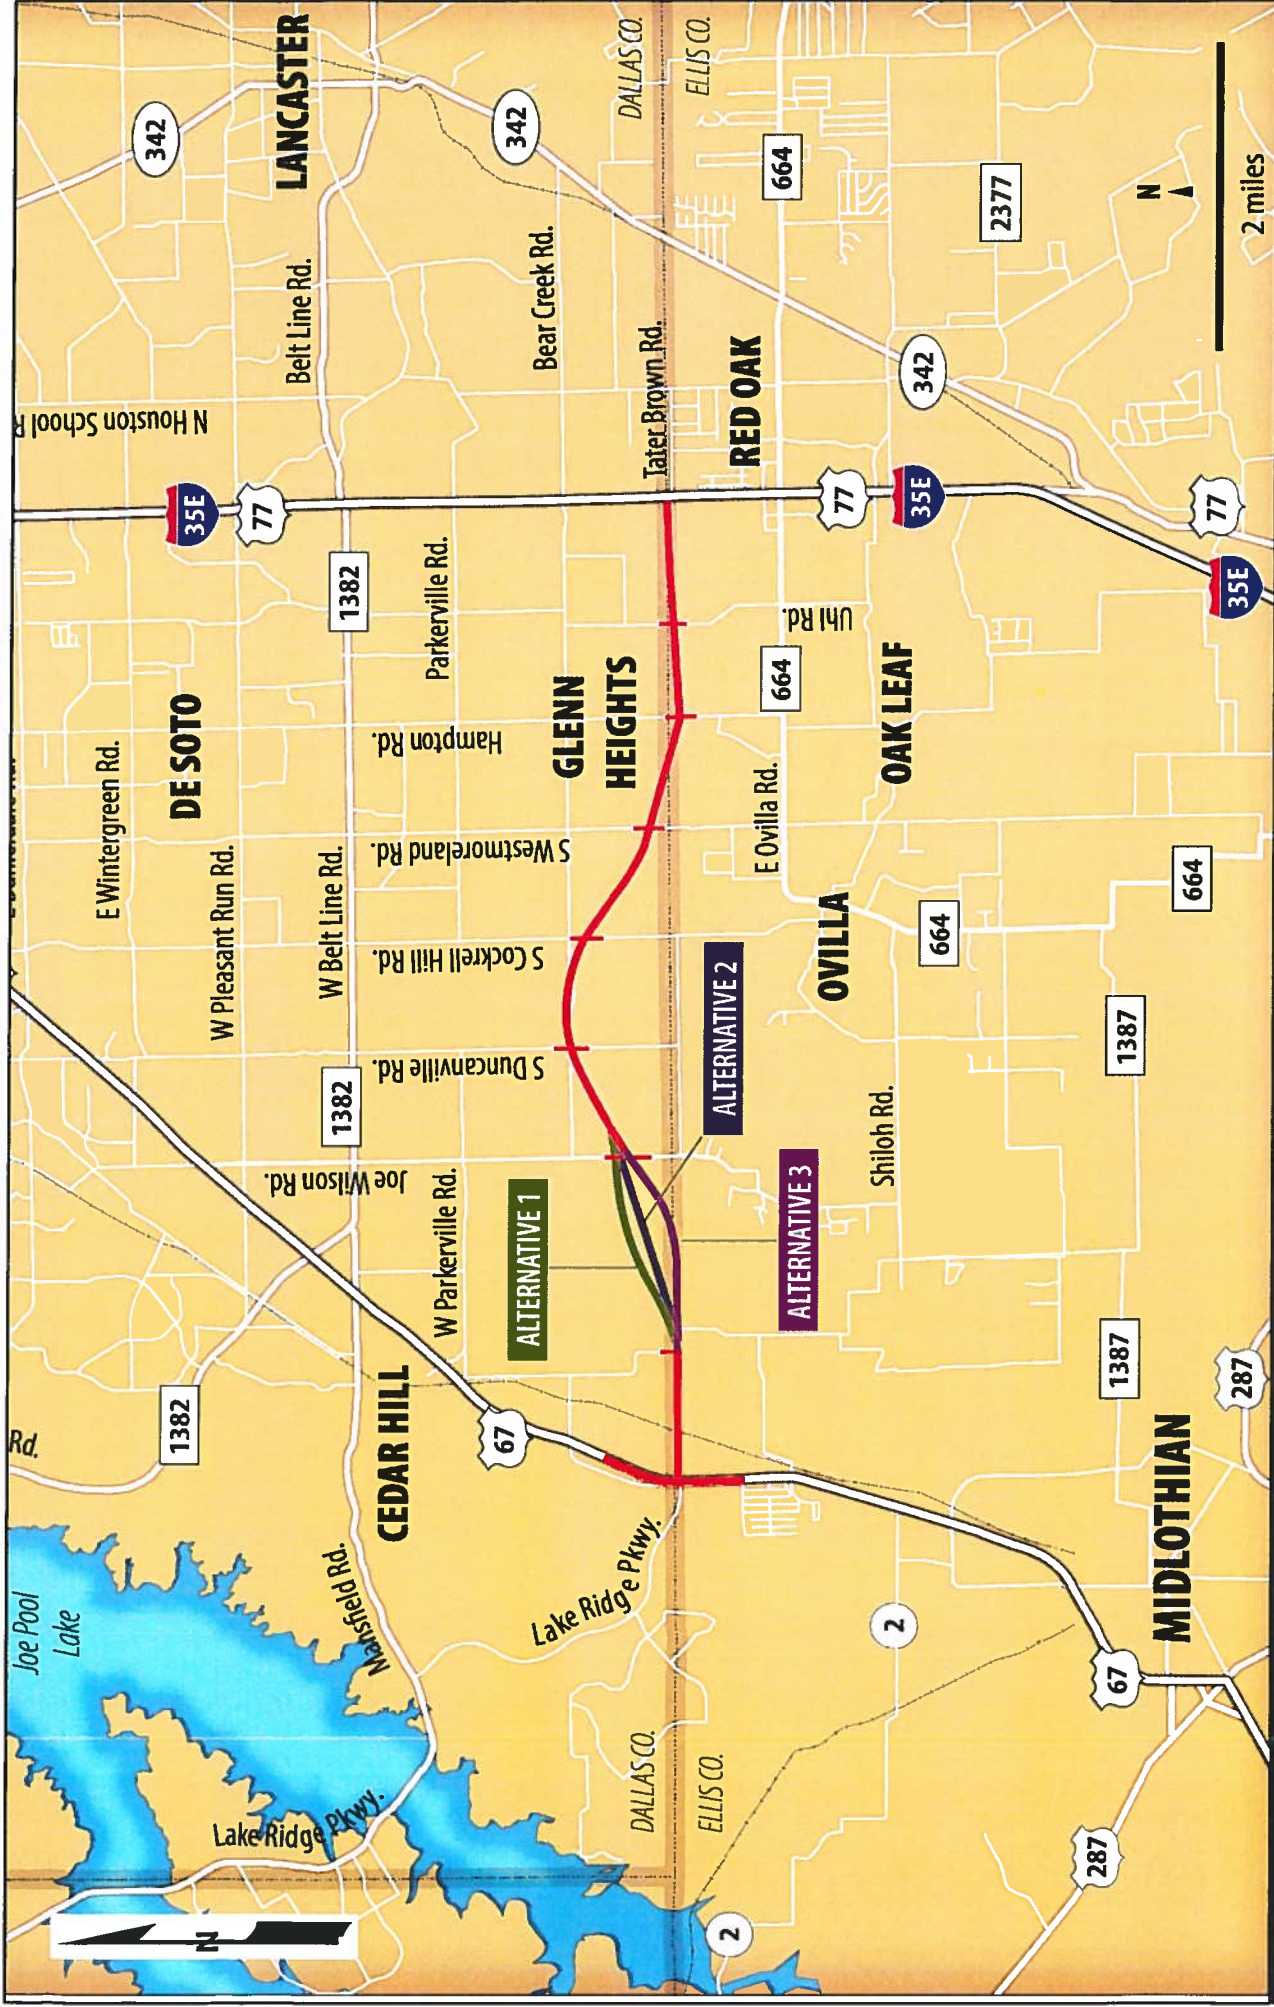 Joe Pool
Lake
Rd.
1382
E Wintergreen Rd.
35E
77
N Houston School R
342
LANCASTER
DE SOTO
W Pleasant Run Rd.
Lake Ridge Pkwy.
Mansfield Rd.
CEDAR HILL
Joe Wilson Rd.
1382
W Belt Line Rd.
1382
Belt Line Rd.
67
W Parkerville Rd.
S Duncanville Rd.
S Cockrell Hill Rd.
S Westmoreland Rd.
Hampton Rd.
Parkerville Rd.
Bear Creek Rd.
342
Lake Ridge Pkwy.
ALTERNATIVE 1
GLENN
HEIGHTS
Tater Brown Rd.
DALLAS CO.
ELLIS CO.
DALLAS CO.
ELLIS CO.
ALTERNATIVE 2
ALTERNATIVE 3
E Ovilla Rd.
664
Uhl Rd.
RED OAK
664
2
OVILLA
OAK LEAF
77
35E
342
2
Shiloh Rd.
664
2377
N
287
67
MIDLOTHIAN
1387
1387
664
287
35E
77
2 miles
N